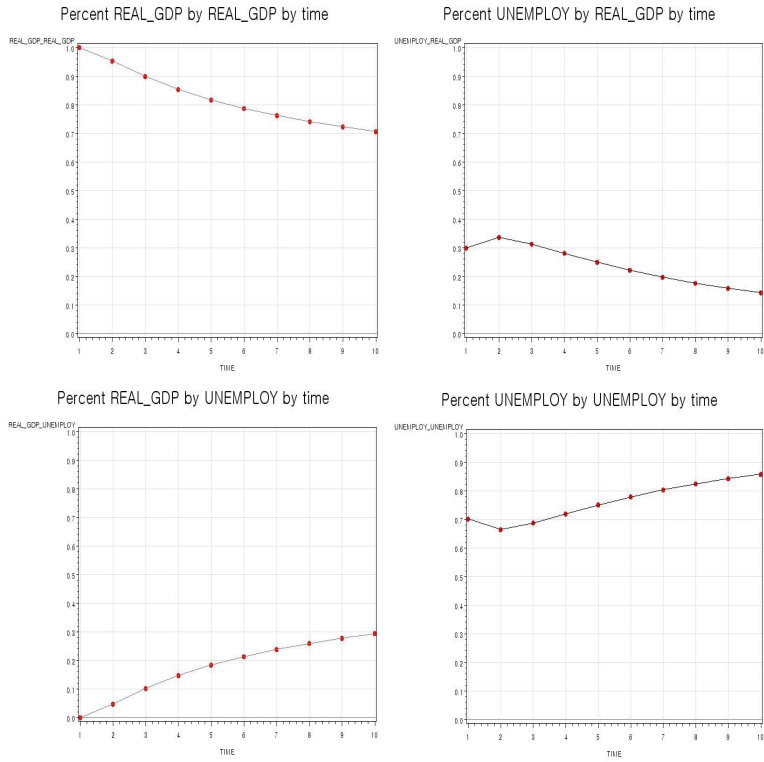 Percent REAL_GDP by REAL_GDP by time
REAL_GDP_REAL_GDP
1.0
0.9
0.8
0.7
0.6
0.5
0.4
0.3
0.2
0.1
0.0
1 2 3 4 5 6 7 8 9 10
TIME
Percent UNEMPLOY by REAL_GDP by time
UNEMPLOY_REAL_GDP
1.0
0.9
0.8
0.7
0.6
0.5
0.4
0.3
0.2
0.1
0.0
1 2 3 4 5 6 7 8 9 10
TIME
Percent REAL_GDP by UNEMPLOY by time
REAL_GDP_UNEMPLOY
1.0
0.9
0.8
0.7
0.6
0.5
0.4
0.3
0.2
0.1
0.0
1 2 3 4 5 6 7 8 9 10
TIME
Percent UNEMPLOY by UNEMPLOY by time
UNEMPLOY_UNEMPLOY
1.0
0.9
0.8
0.7
0.6
0.5
0.4
0.3
0.2
0.1
0.0
1 2 3 4 5 6 7 8 9 10
TIME